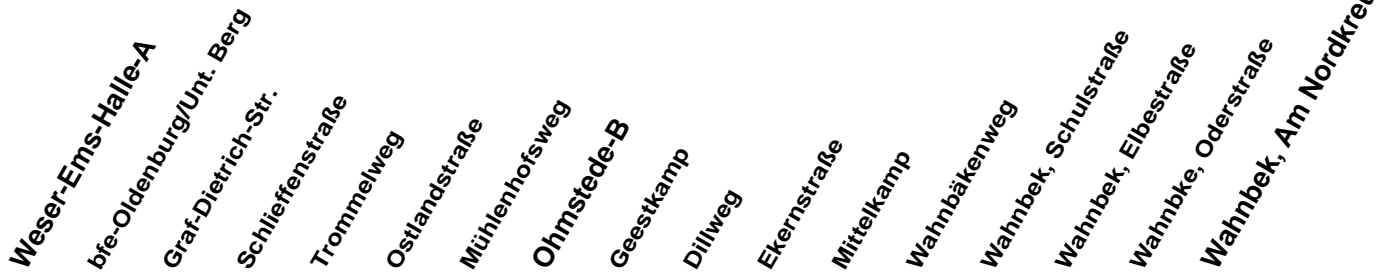 Weser-Ems-Halle-A
bfe-Oldenburg/Unt. Berg
Graf-Dietrich-Str.
Schlieffenstraße
Trommelweg
Ostlandstraße
Mühlenhofsweg
Ohmstede-B
Geestkamp
Dillweg
Ekernstraße
Mittelkamp
Wahnbäkenweg
Wahnbek, Schulstraße
Wahnbek, Elbestraße
Wahnbke, Oderstraße
Wahnbek, Am